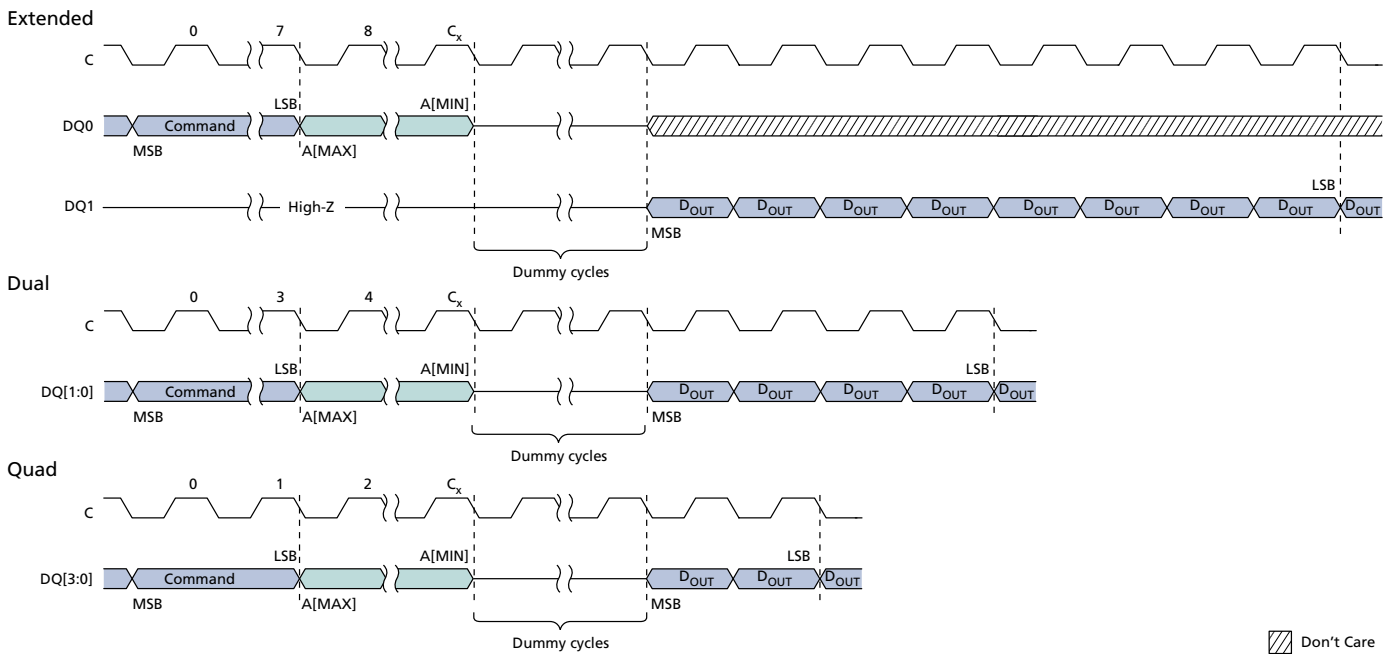 Extended
0 7 8 Cx
C
LSB A[MIN]
DQ0 Command
MSB A[MAX]
LSB
DQ1 High-Z DOUT DOUT DOUT DOUT DOUT DOUT DOUT DOUT DOUT
MSB
Dummy cycles
Dual
0 3 4 Cx
C
LSB A[MIN] LSB
DQ[1:0] Command DOUT DOUT DOUT DOUT DOUT
MSB A[MAX] MSB
Dummy cycles
Quad
0 1 2 Cx
C
LSB A[MIN] LSB
DQ[3:0] Command DOUT DOUT DOUT
MSB A[MAX] MSB
Dummy cycles
Don't Care